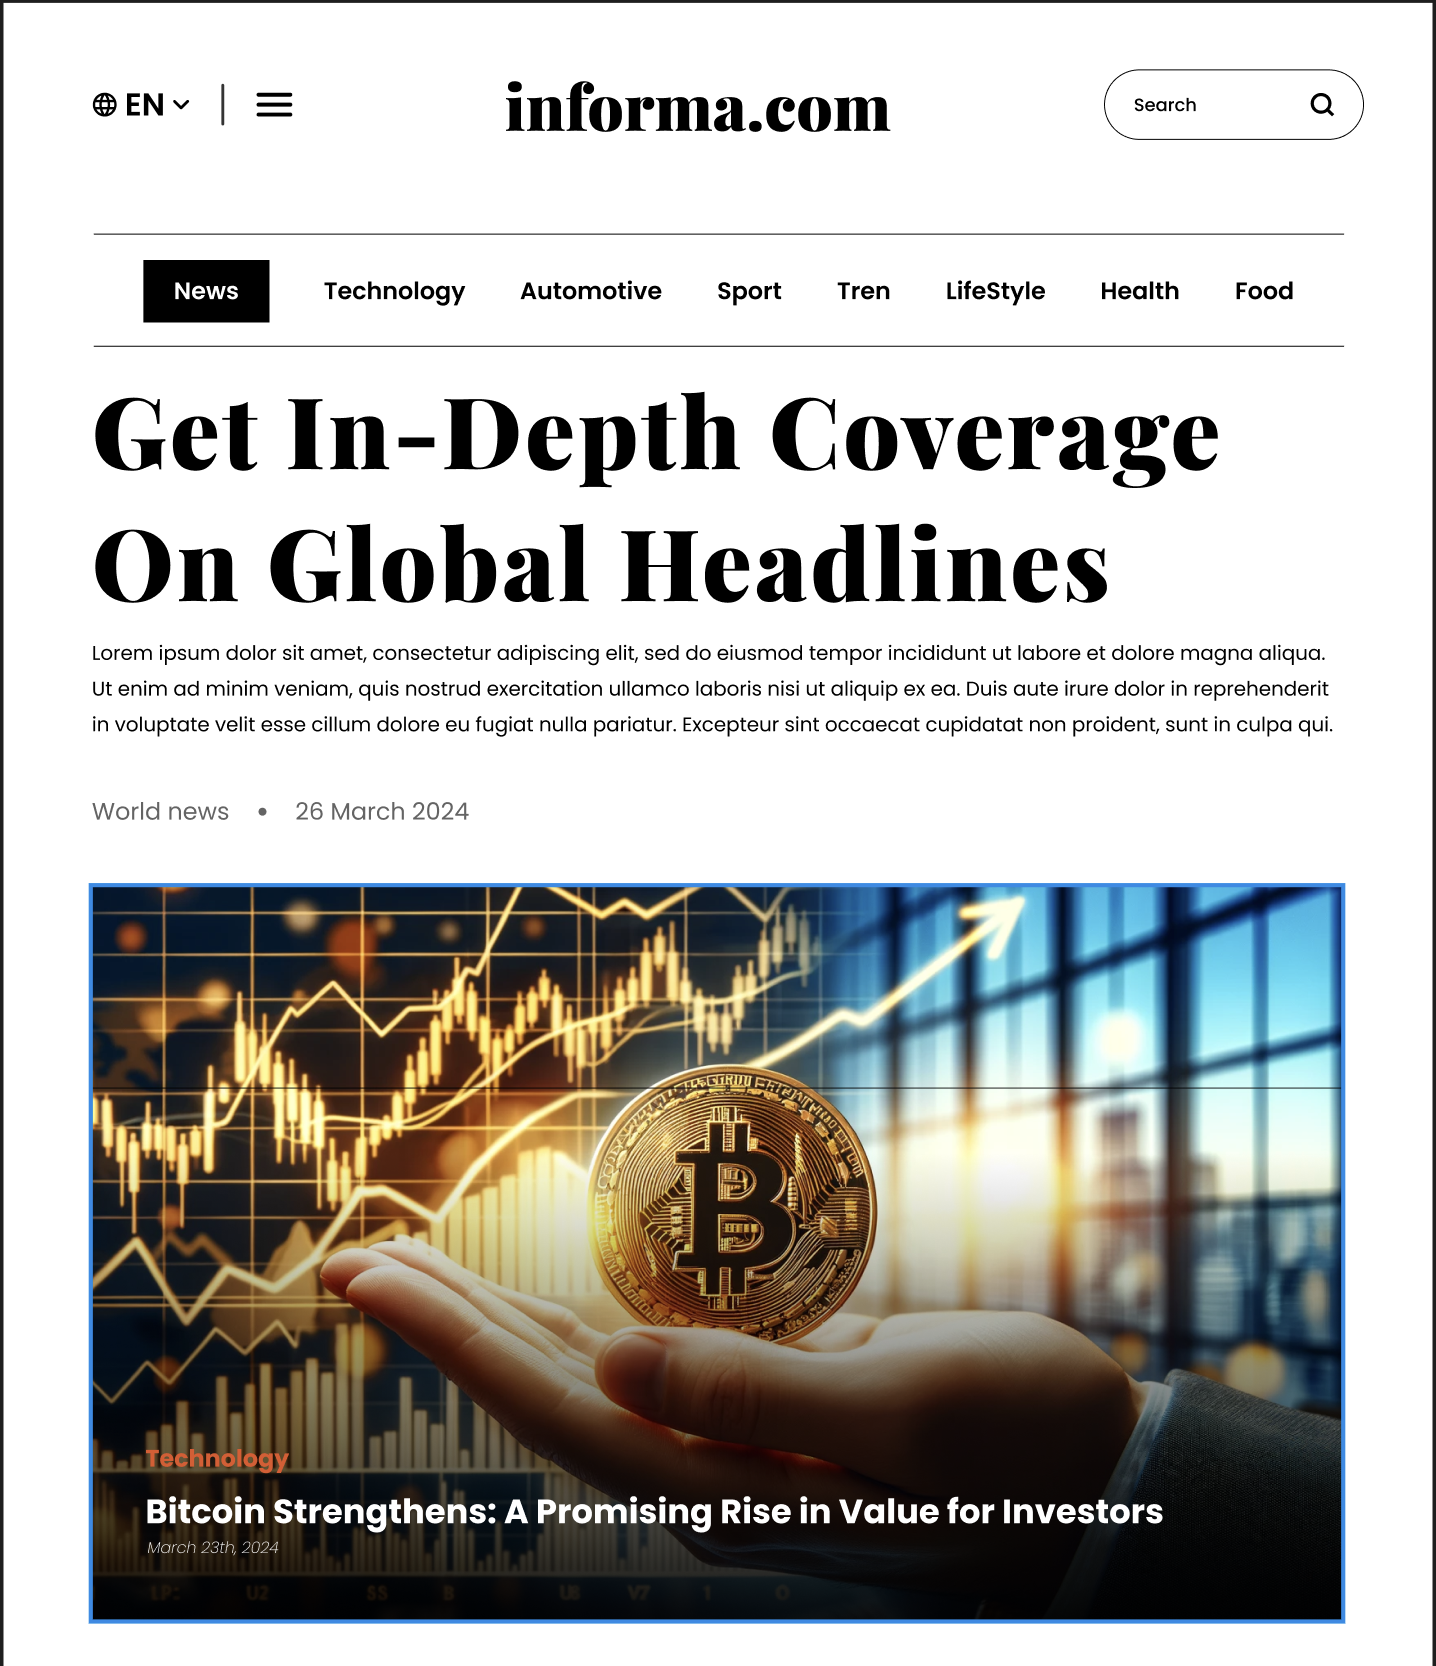 EN
informa.com
Search
News Technology Automotive Sport Tren LifeStyle Health Food
Get In-Depth Coverage
On Global Headlines
Lorem ipsum dolor sit amet, consectetur adipiscing elit, sed do eiusmod tempor incididunt ut labore et dolore magna aliqua.
Ut enim ad minim veniam, quis nostrud exercitation ullamco laboris nisi ut aliquip ex ea. Duis aute irure dolor in reprehenderit
in voluptate velit esse cillum dolore eu fugiat nulla pariatur. Excepteur sint occaecat cupidatat non proident, sunt in culpa qui.
World news • 26 March 2024
B
Technology
Bitcoin Strengthens: A Promising Rise in Value for Investors
March 23th, 2024